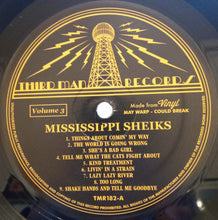 THIRD MAN RECORDS
Volume 3
Made from Vinyl
MAY WARP - COULD BREAK
MISSISSIPPI SHEIKS
1. THINGS ABOUT COMIN' MY WAY
2. THE WORLD IS GOING WRONG
3. SHE'S A BAD GIRL
4. TELL ME WHAT THE CATS FIGHT ABOUT
5. KIND TREATMENT
6. LIVIN' IN A STRAIN
7. LAZY LAZY RIVER
8. TOO LONG
9. SHAKE HANDS AND TELL ME GOODBYE
TMR182-A